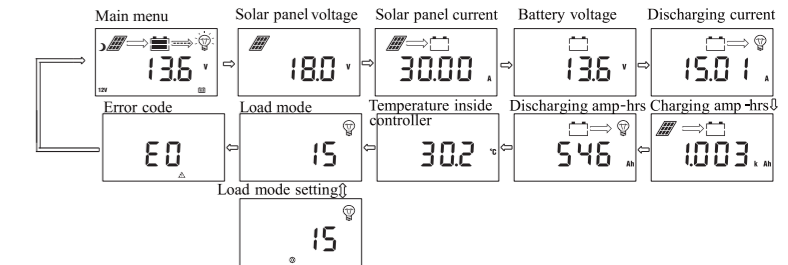 Main menu
Solar panel voltage
Solar panel current
Battery voltage
Discharging current
13.6 V
12V
18.0 V
30.00 A
13.6 V
15.01 A
Error code
Load mode
Temperature inside
controller
Discharging amp-hrs
Charging amp-hrs
E0
15
30.2 °C
546 Ah
1.003 k Ah
Load mode setting
15